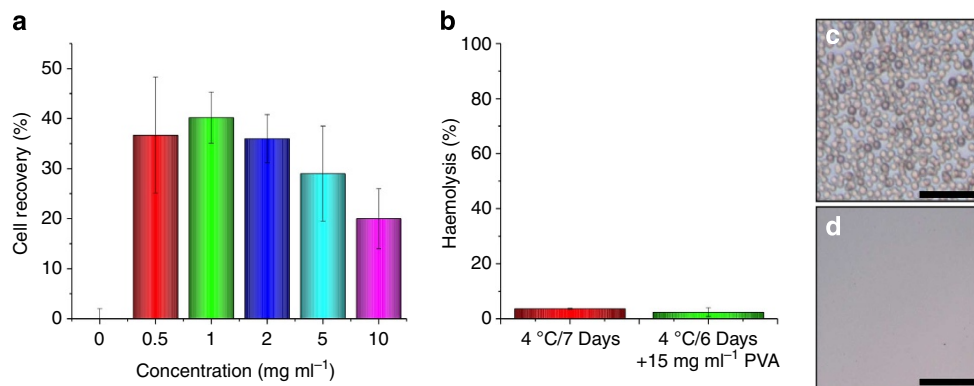 a
50
40
30
20
10
0
Cell recovery (%)
0 0.5 1 2 5 10
Concentration (mg ml⁻¹)
b
100
80
60
40
20
0
Haemolysis (%)
4 °C/7 Days
4 °C/6 Days
+15 mg ml⁻¹ PVA
c
d